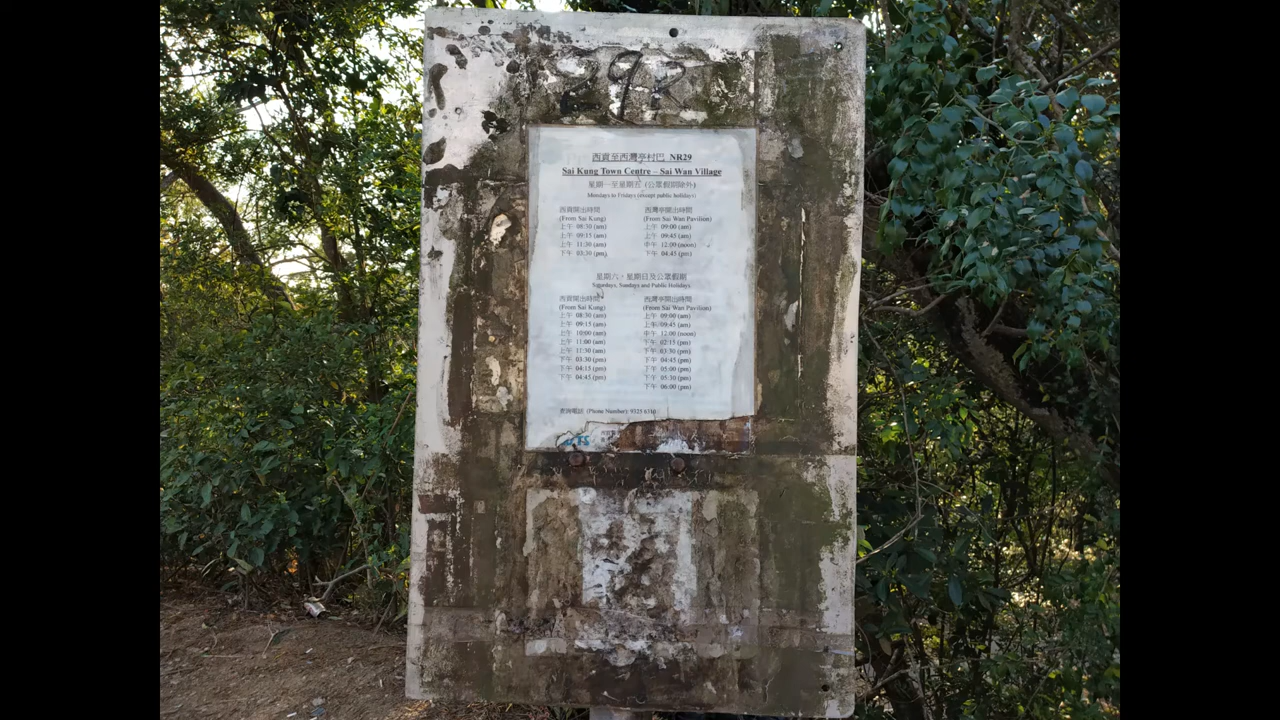 29R
西貢至西灣亭村巴 NR29
Sai Kung Town Centre – Sai Wan Village
星期一至星期五 (公眾假期除外)
Mondays to Fridays (except public holidays)
西貢開出時間 西灣亭開出時間
(From Sai Kung) (From Sai Wan Pavilion)
上午 08:30 (am) 上午 09:00 (am)
上午 09:15 (am) 上午 09:45 (am)
上午 11:30 (am) 中午 12:00 (noon)
下午 03:30 (pm) 下午 04:45 (pm)
星期六、星期日及公眾假期
Saturdays, Sundays and Public Holidays
西貢開出時間 西灣亭開出時間
(From Sai Kung) (From Sai Wan Pavilion)
上午 08:30 (am) 上午 09:00 (am)
上午 09:15 (am) 上午 09:45 (am)
上午 10:00 (am) 中午 12:00 (noon)
上午 11:00 (am) 下午 02:15 (pm)
上午 11:30 (am) 下午 03:30 (pm)
下午 03:30 (pm) 下午 04:45 (pm)
下午 04:15 (pm) 下午 05:00 (pm)
下午 04:45 (pm) 下午 05:30 (pm)
下午 06:00 (pm)
查詢電話 (Phone Number): 9325 6310